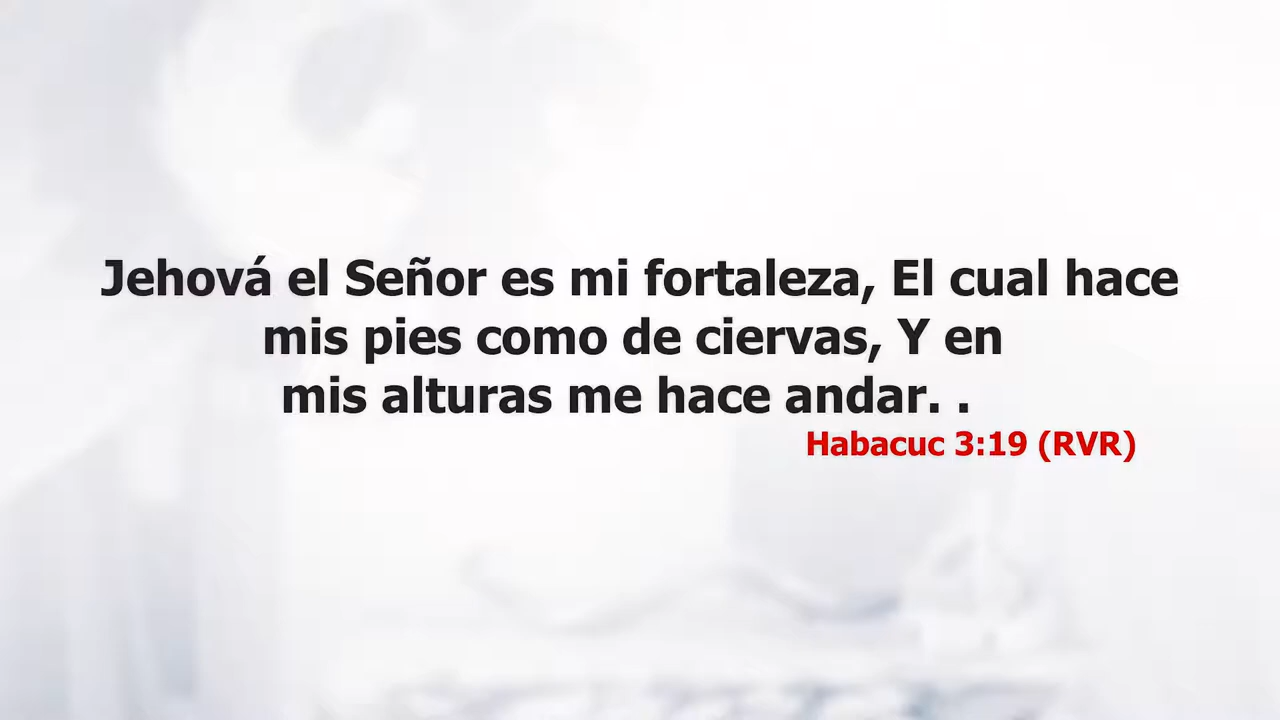 Jehová el Señor es mi fortaleza, El cual hace
mis pies como de ciervas, Y en
mis alturas me hace andar. .
Habacuc 3:19 (RVR)